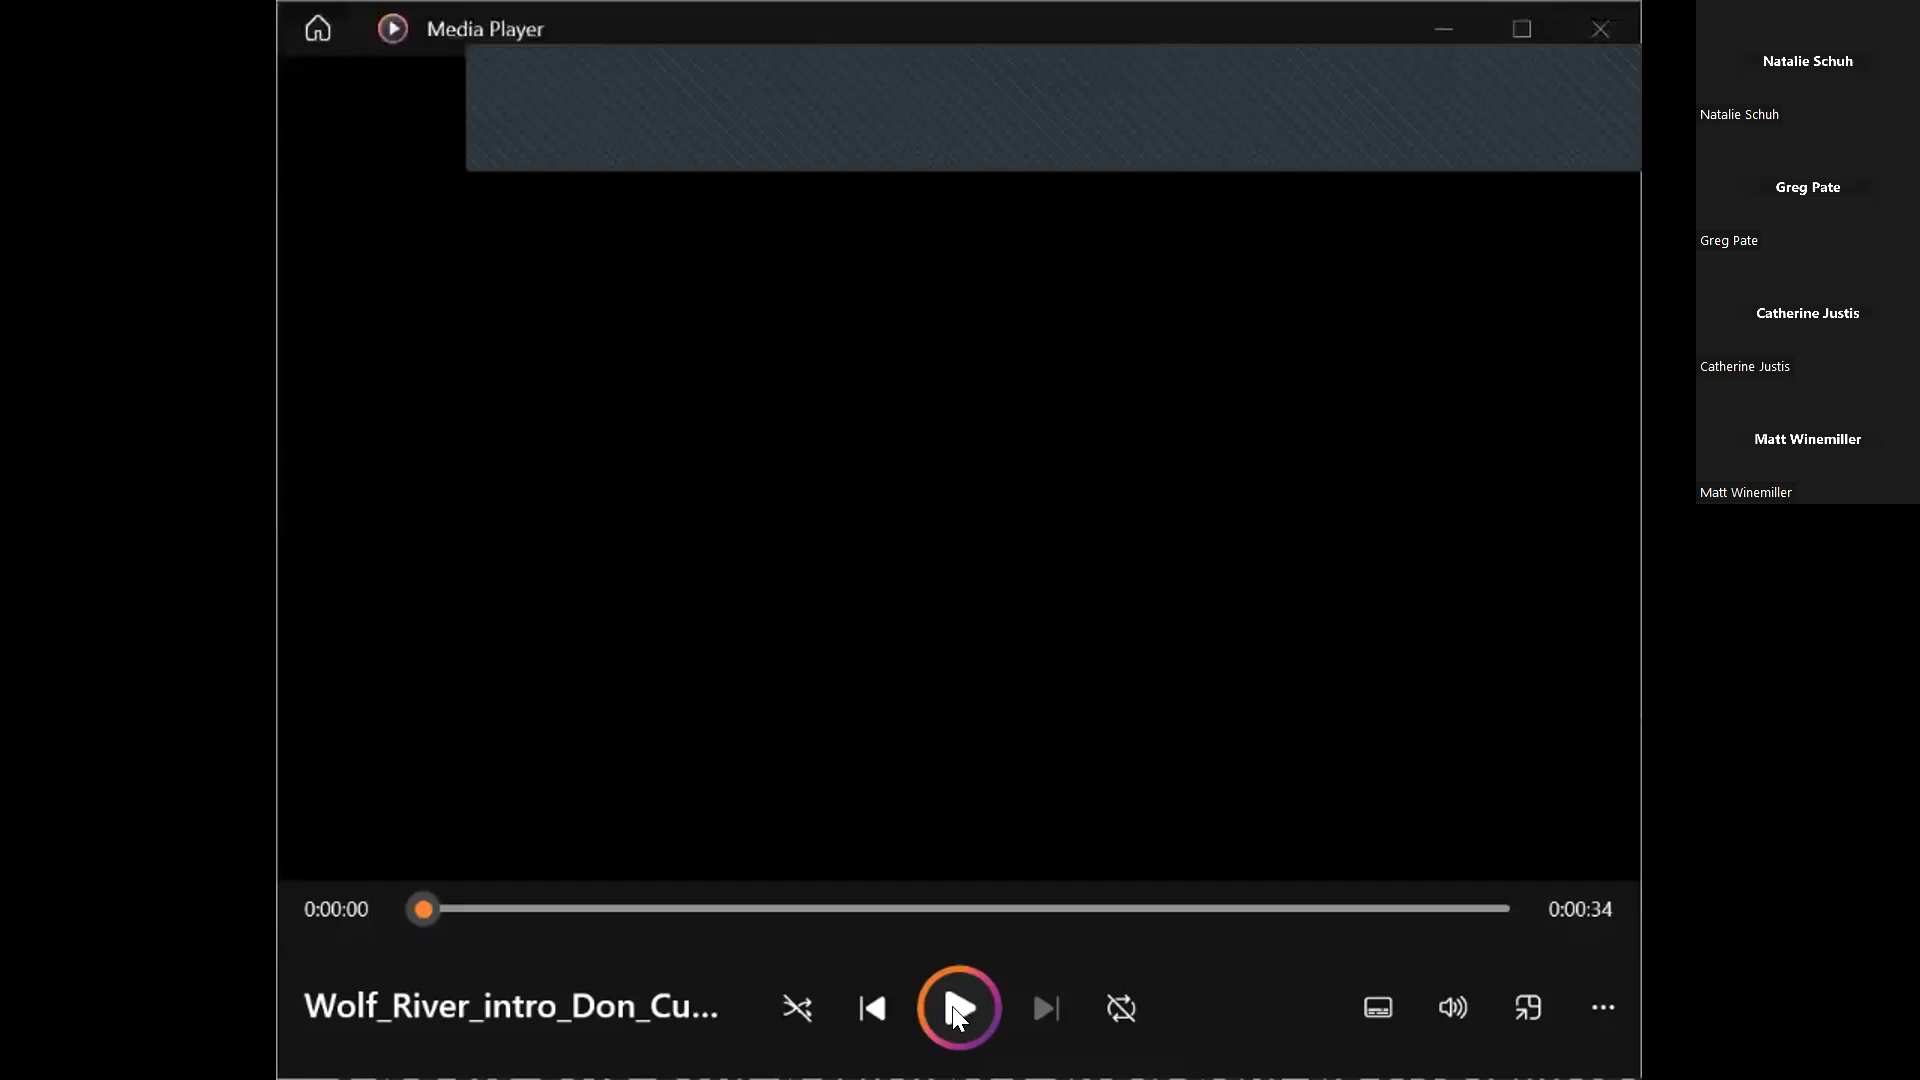 Media Player
Natalie Schuh
Natalie Schuh
Greg Pate
Greg Pate
Catherine Justis
Catherine Justis
Matt Winemiller
Matt Winemiller
0:00:00
0:00:34
Wolf_River_intro_Don_Cu...